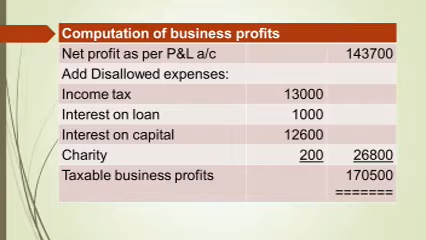 Computation of business profits
Net profit as per P&L a/c 143700
Add Disallowed expenses:
Income tax 13000
Interest on loan 1000
Interest on capital 12600
Charity 200 26800
Taxable business profits 170500
=======